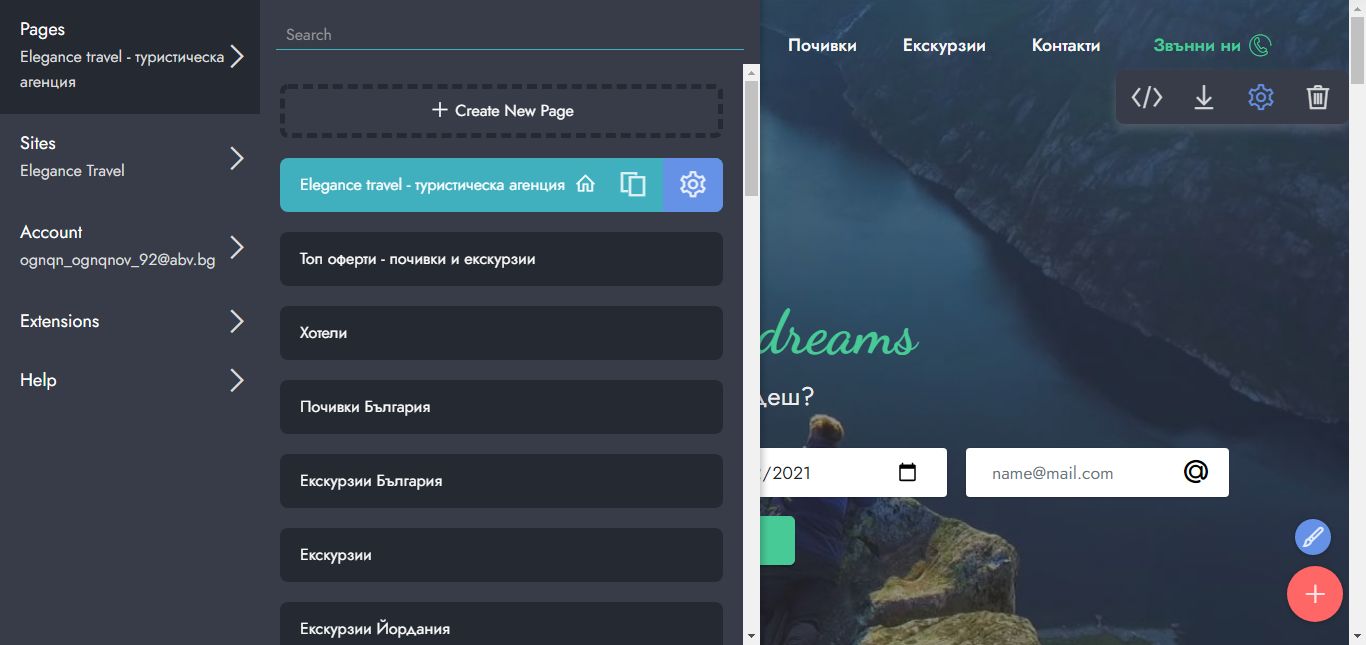 Pages
Elegance travel - туристическа
агенция
Sites
Elegance Travel
Account
ognqn_ognqnov_92@abv.bg
Extensions
Help
Search
Create New Page
Elegance travel - туристическа агенция
Топ оферти - почивки и екскурзии
Хотели
Почивки България
Екскурзии България
Екскурзии
Екскурзии Йордания
Почивки
Екскурзии
Контакти
Звънни ни
dreams
деш?
/2021
name@mail.com